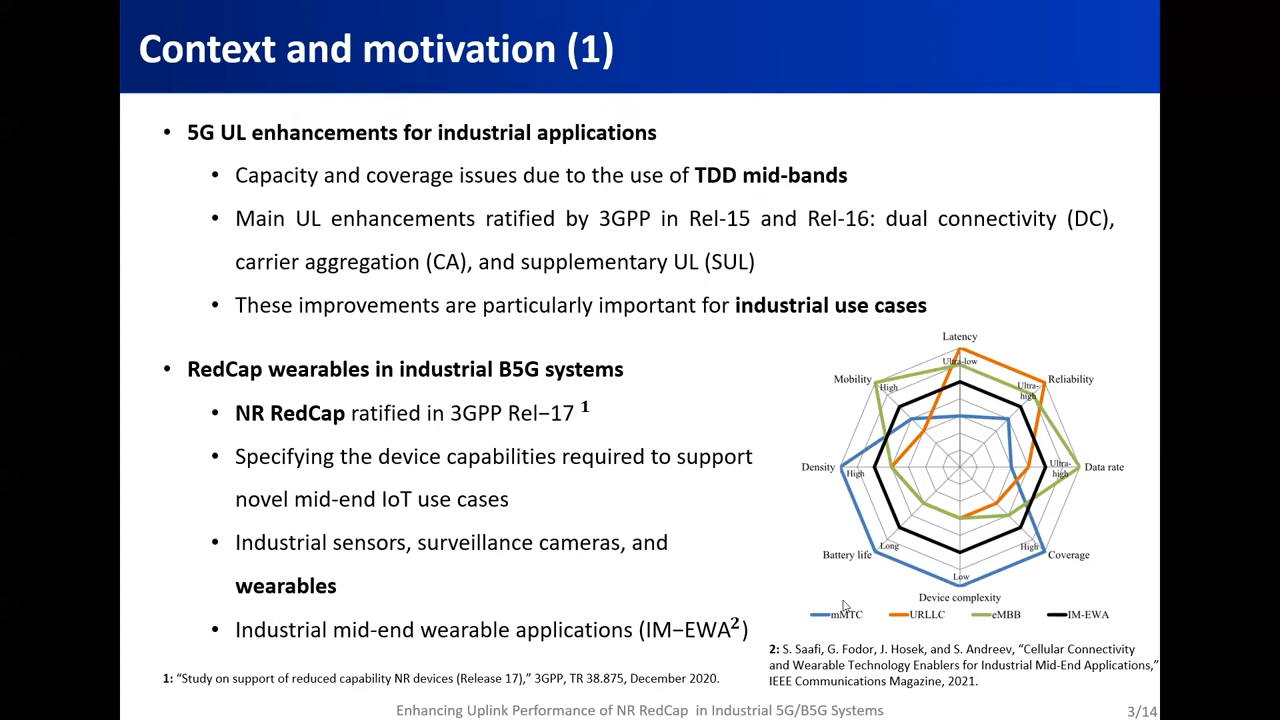 Context and motivation (1)
• 5G UL enhancements for industrial applications
• Capacity and coverage issues due to the use of TDD mid-bands
• Main UL enhancements ratified by 3GPP in Rel-15 and Rel-16: dual connectivity (DC),
carrier aggregation (CA), and supplementary UL (SUL)
• These improvements are particularly important for industrial use cases
• RedCap wearables in industrial B5G systems
• NR RedCap ratified in 3GPP Rel−17 ¹
• Specifying the device capabilities required to support
novel mid-end IoT use cases
• Industrial sensors, surveillance cameras, and
wearables
• Industrial mid-end wearable applications (IM−EWA²)
Latency
Ultra-low
Mobility
High
Ultra-
high
Reliability
Density
High
Ultra-
high
Data rate
Battery life
Long
High
Coverage
Low
Device complexity
mMTC URLLC eMBB IM-EWA
1: “Study on support of reduced capability NR devices (Release 17),” 3GPP, TR 38.875, December 2020.
2: S. Saafi, G. Fodor, J. Hosek, and S. Andreev, “Cellular Connectivity
and Wearable Technology Enablers for Industrial Mid-End Applications,”
IEEE Communications Magazine, 2021.
Enhancing Uplink Performance of NR RedCap in Industrial 5G/B5G Systems
3/14